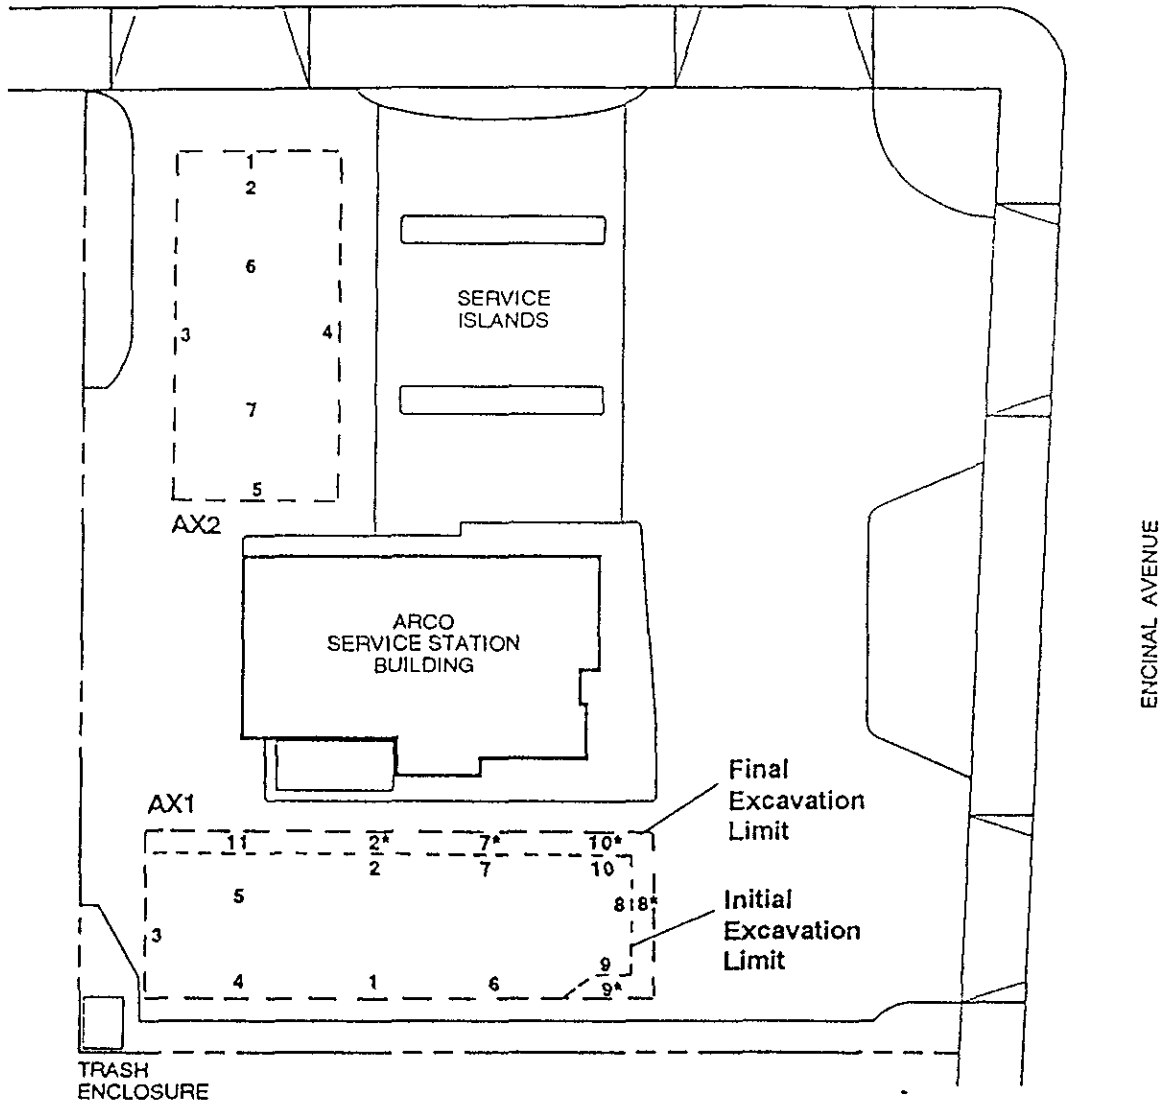 1
2
6
3
4
7
5
AX2
SERVICE
ISLANDS
ARCO
SERVICE STATION
BUILDING
ENCINAL AVENUE
AX1
Final
Excavation
Limit
11 2* 7* 10*
2 7 10
5
8 8*
3
Initial
Excavation
Limit
9
4 1 6 9*
TRASH
ENCLOSURE